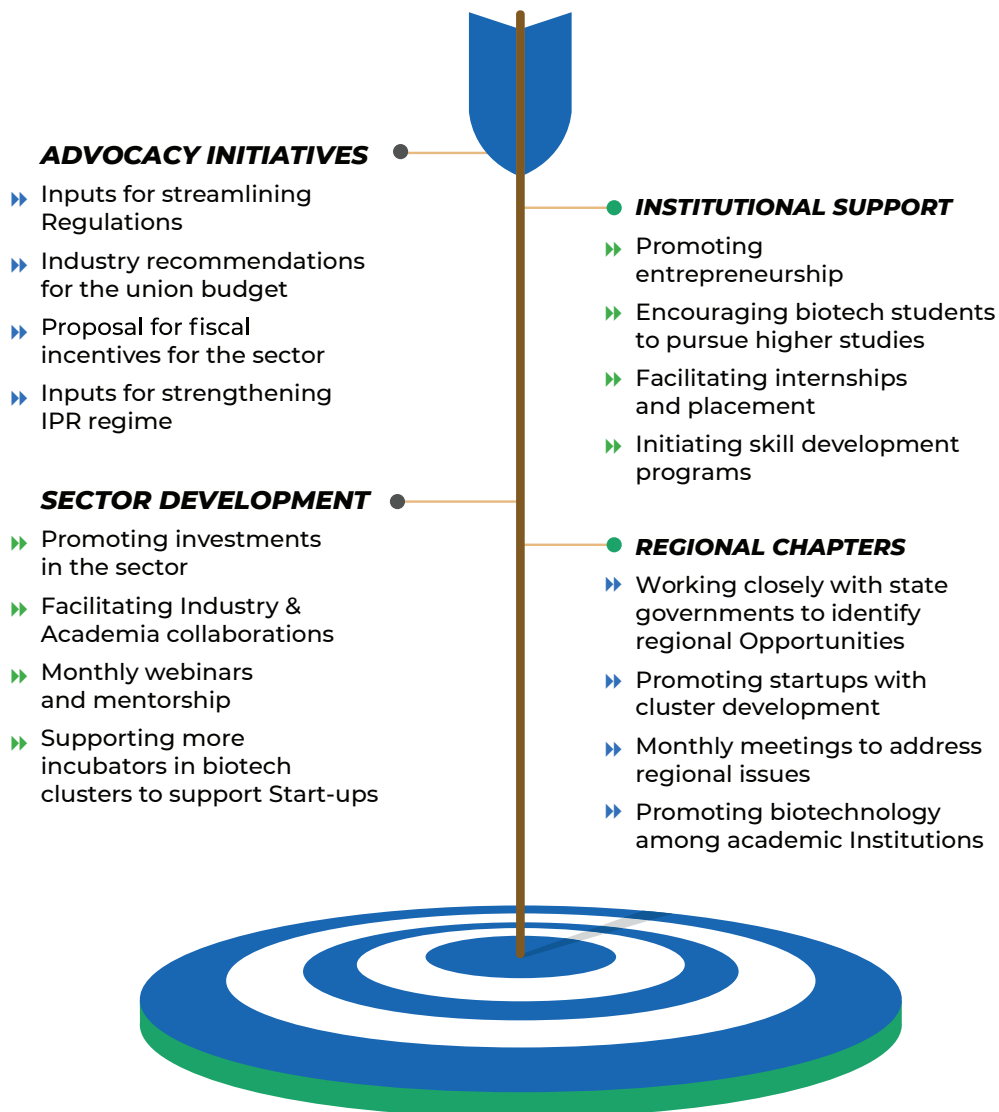 ADVOCACY INITIATIVES
Inputs for streamlining
Regulations
Industry recommendations
for the union budget
Proposal for fiscal
incentives for the sector
Inputs for strengthening
IPR regime
SECTOR DEVELOPMENT
Promoting investments
in the sector
Facilitating Industry &
Academia collaborations
Monthly webinars
and mentorship
Supporting more
incubators in biotech
clusters to support Start-ups
INSTITUTIONAL SUPPORT
Promoting
entrepreneurship
Encouraging biotech students
to pursue higher studies
Facilitating internships
and placement
Initiating skill development
programs
REGIONAL CHAPTERS
Working closely with state
governments to identify
regional Opportunities
Promoting startups with
cluster development
Monthly meetings to address
regional issues
Promoting biotechnology
among academic Institutions